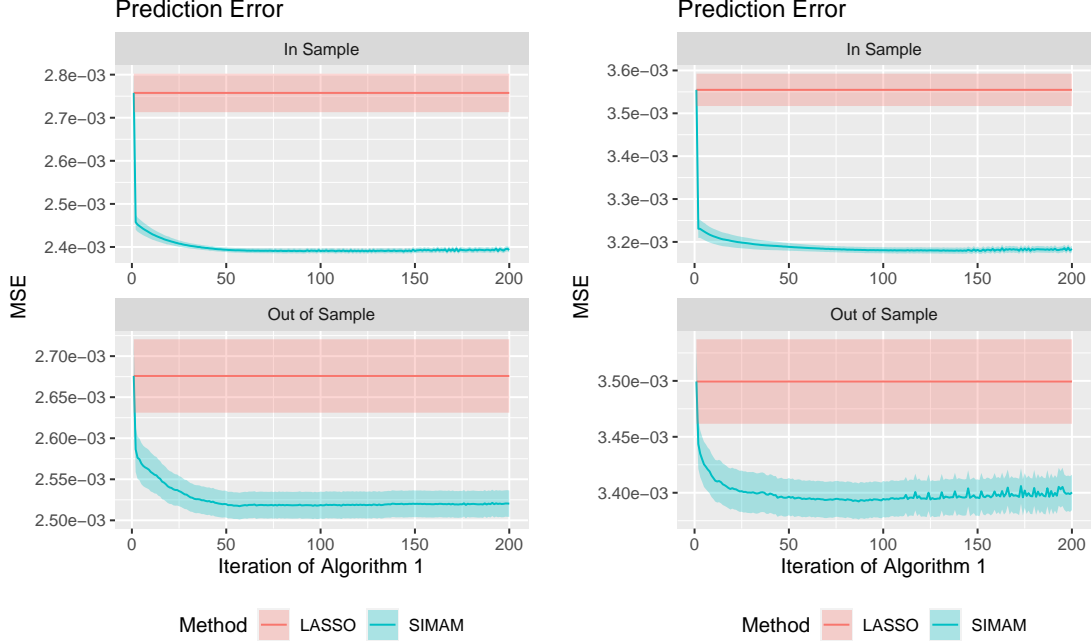 Prediction Error
In Sample
2.8e−03
2.7e−03
2.6e−03
2.5e−03
2.4e−03
0 50 100 150 200
Out of Sample
2.70e−03
2.65e−03
2.60e−03
2.55e−03
2.50e−03
0 50 100 150 200
MSE
Iteration of Algorithm 1
Method LASSO SIMAM
Prediction Error
In Sample
3.6e−03
3.5e−03
3.4e−03
3.3e−03
3.2e−03
0 50 100 150 200
Out of Sample
3.50e−03
3.45e−03
3.40e−03
0 50 100 150 200
MSE
Iteration of Algorithm 1
Method LASSO SIMAM